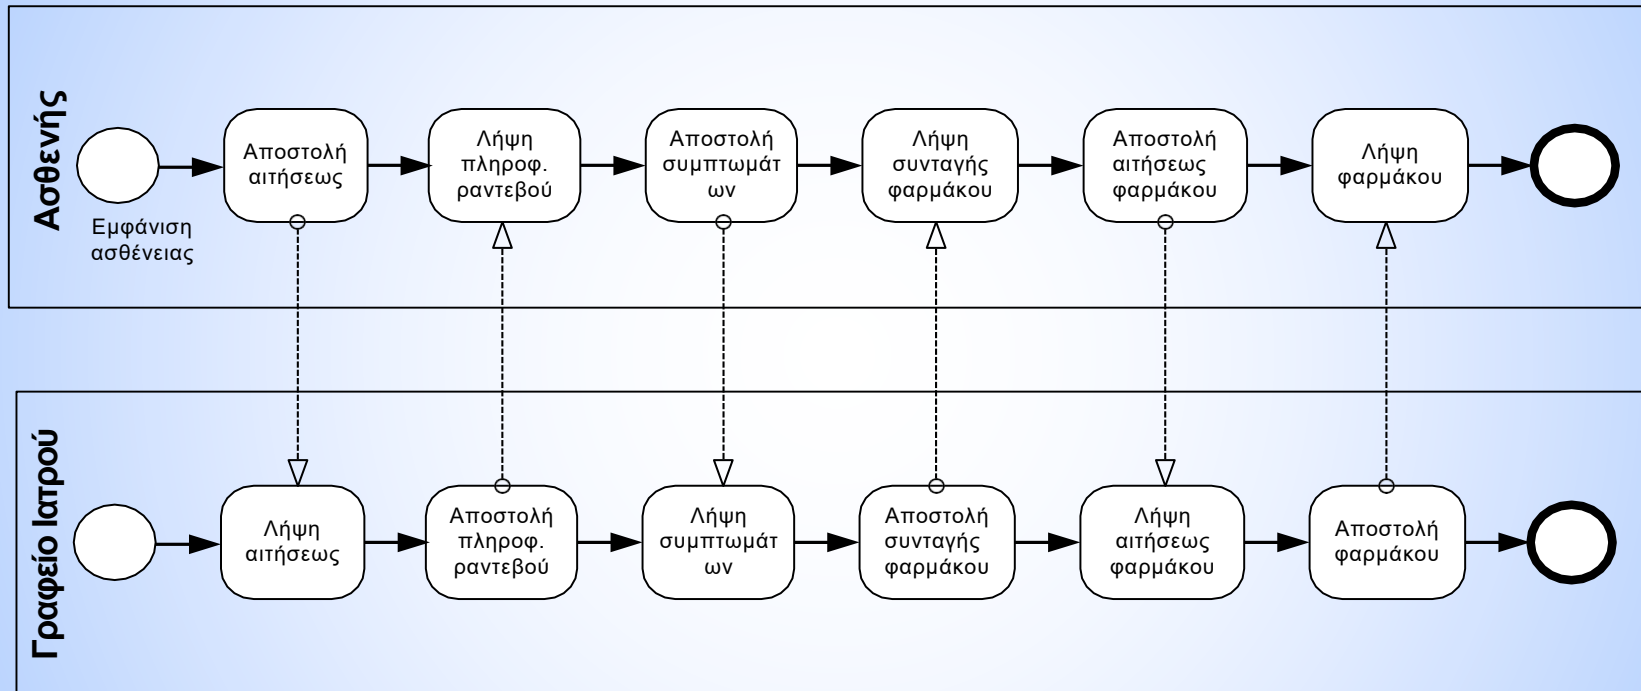 Ασθενής
Εμφάνιση
ασθένειας
Αποστολή
αιτήσεως
Λήψη
πληροφ.
ραντεβού
Αποστολή
συμπτωμάτ
ων
Λήψη
συνταγής
φαρμάκου
Αποστολή
αιτήσεως
φαρμάκου
Λήψη
φαρμάκου
Γραφείο Ιατρού
Λήψη
αιτήσεως
Αποστολή
πληροφ.
ραντεβού
Λήψη
συμπτωμάτ
ων
Αποστολή
συνταγής
φαρμάκου
Λήψη
αιτήσεως
φαρμάκου
Αποστολή
φαρμάκου